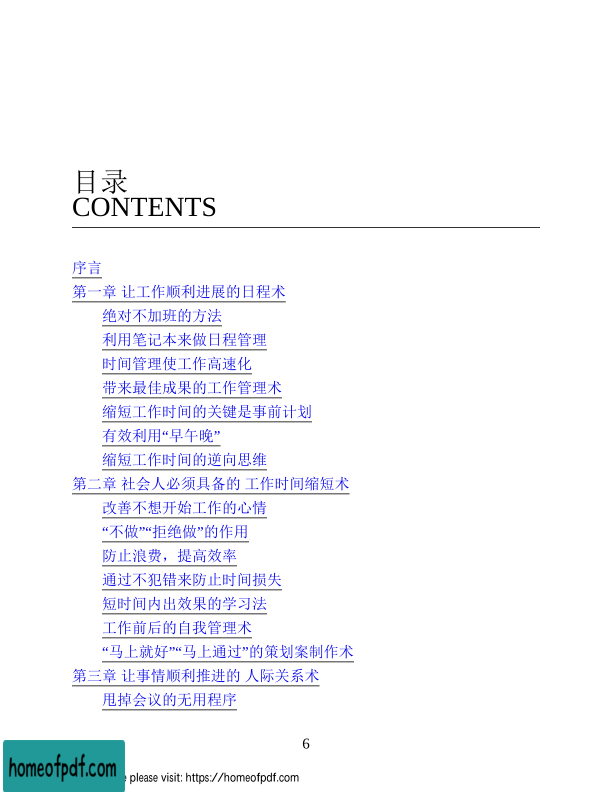 目录
CONTENTS
序言
第一章 让工作顺利进展的日程术
绝对不加班的方法
利用笔记本来做日程管理
时间管理使工作高速化
带来最佳成果的工作管理术
缩短工作时间的关键是事前计划
有效利用“早午晚”
缩短工作时间的逆向思维
第二章 社会人必须具备的 工作时间缩短术
改善不想开始工作的心情
“不做”“拒绝做”的作用
防止浪费，提高效率
通过不犯错来防止时间损失
短时间内出效果的学习法
工作前后的自我管理术
“马上就好”“马上通过”的策划案制作术
第三章 让事情顺利推进的 人际关系术
甩掉会议的无用程序
6
homeofpdf.com
please visit: https://homeofpdf.com